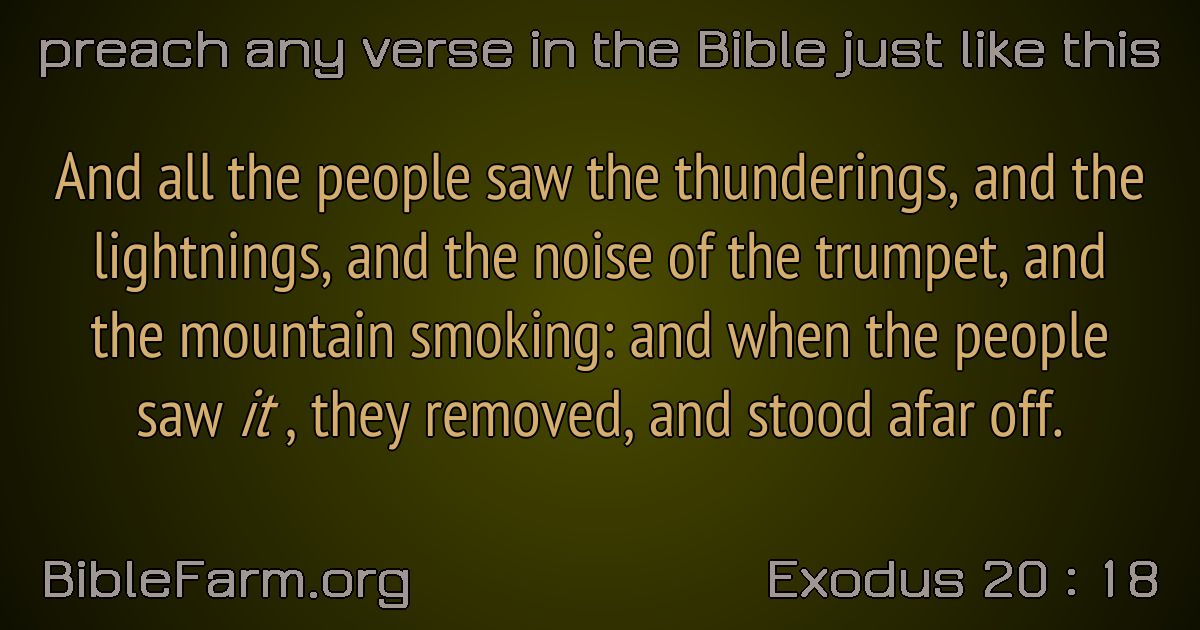 preach any verse in the Bible just like this
And all the people saw the thunderings, and the
lightnings, and the noise of the trumpet, and
the mountain smoking: and when the people
saw it , they removed, and stood afar off.
BibleFarm.org
Exodus 20 : 18